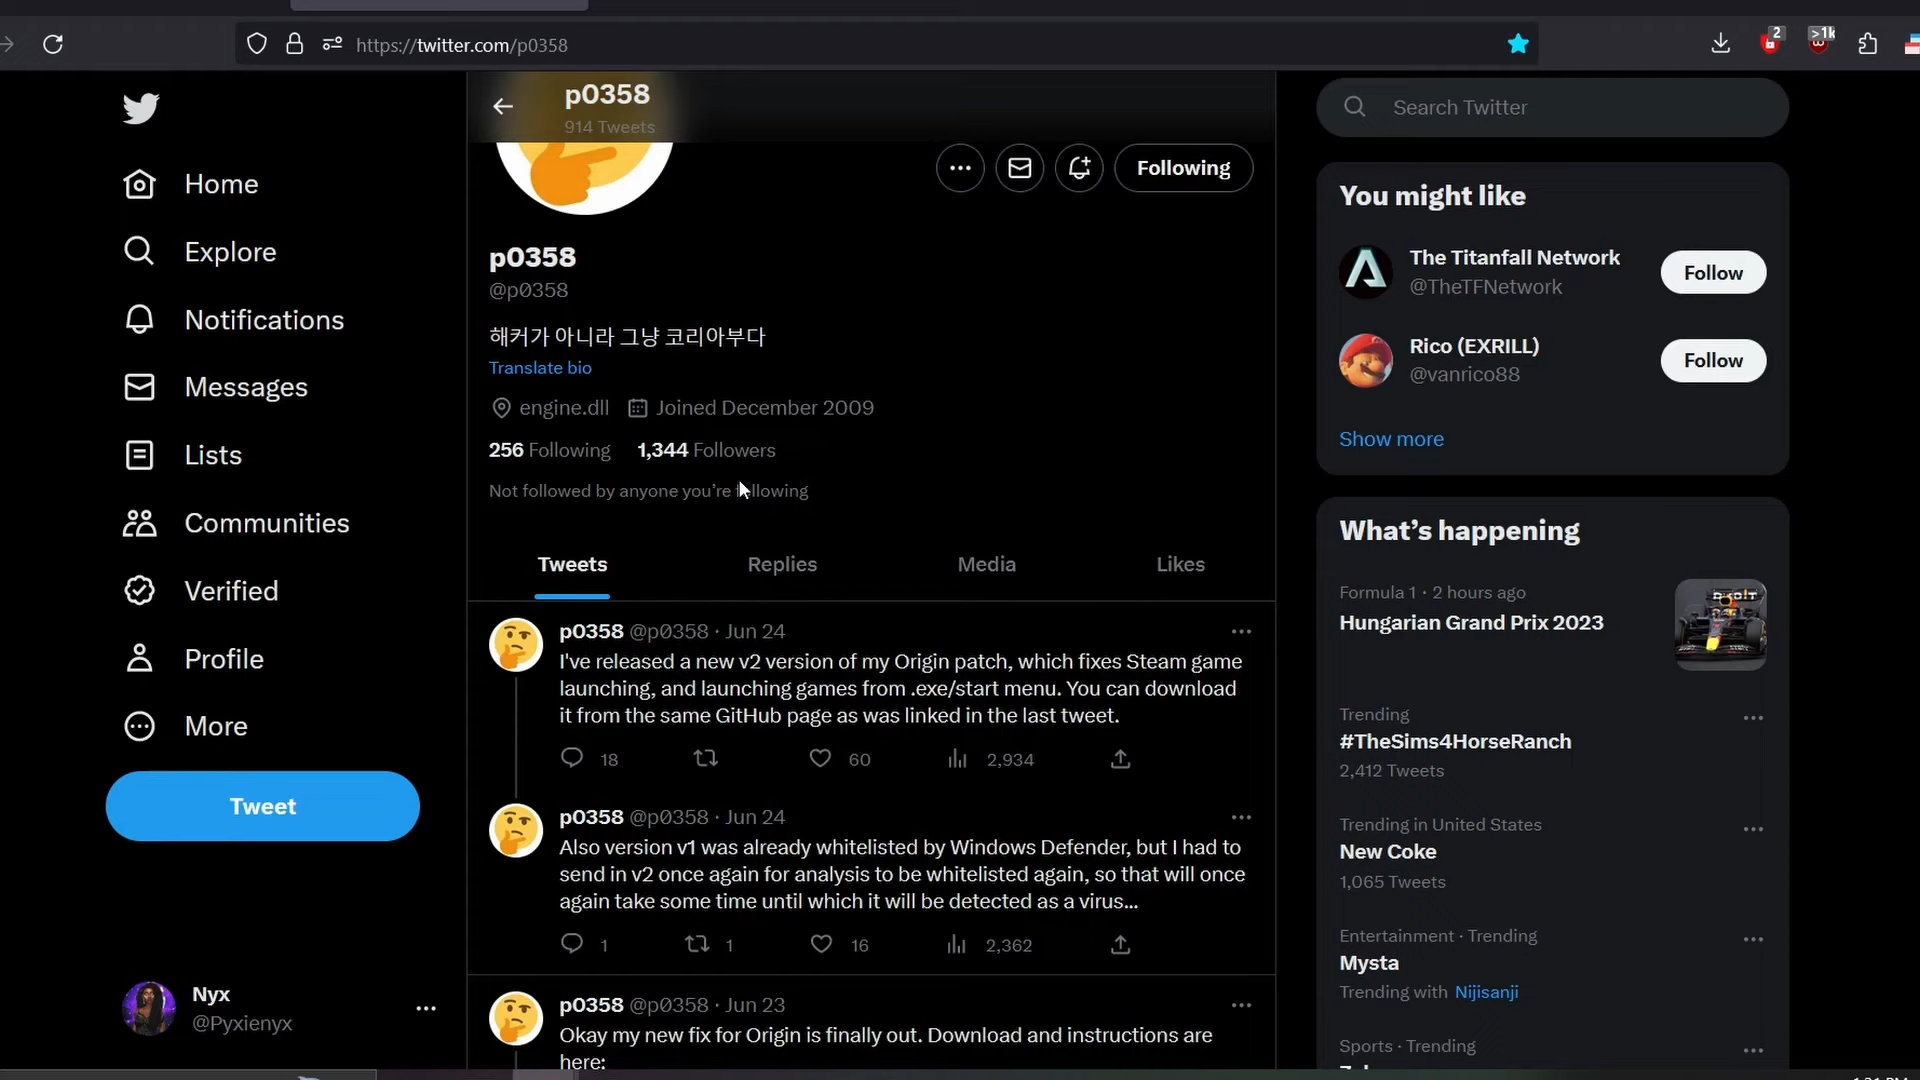 https://twitter.com/p0358
2
>1k
p0358
914 Tweets
Following
p0358
@p0358
해커가 아니라 그냥 코리아부다
Translate bio
engine.dll Joined December 2009
256 Following 1,344 Followers
Not followed by anyone you're following
Tweets Replies Media Likes
p0358 @p0358 · Jun 24
I've released a new v2 version of my Origin patch, which fixes Steam game
launching, and launching games from .exe/start menu. You can download
it from the same GitHub page as was linked in the last tweet.
18 60 2,934
p0358 @p0358 · Jun 24
Also version v1 was already whitelisted by Windows Defender, but I had to
send in v2 once again for analysis to be whitelisted again, so that will once
again take some time until which it will be detected as a virus...
1 1 16 2,362
p0358 @p0358 · Jun 23
Okay my new fix for Origin is finally out. Download and instructions are
here:
Home
Explore
Notifications
Messages
Lists
Communities
Verified
Profile
More
Tweet
Nyx
@Pyxienyx
Search Twitter
You might like
The Titanfall Network
@TheTFNetwork
Follow
Rico (EXRILL)
@vanrico88
Follow
Show more
What's happening
Formula 1 · 2 hours ago
Hungarian Grand Prix 2023
Trending
#TheSims4HorseRanch
2,412 Tweets
Trending in United States
New Coke
1,065 Tweets
Entertainment · Trending
Mysta
Trending with Nijisanji
Sports · Trending